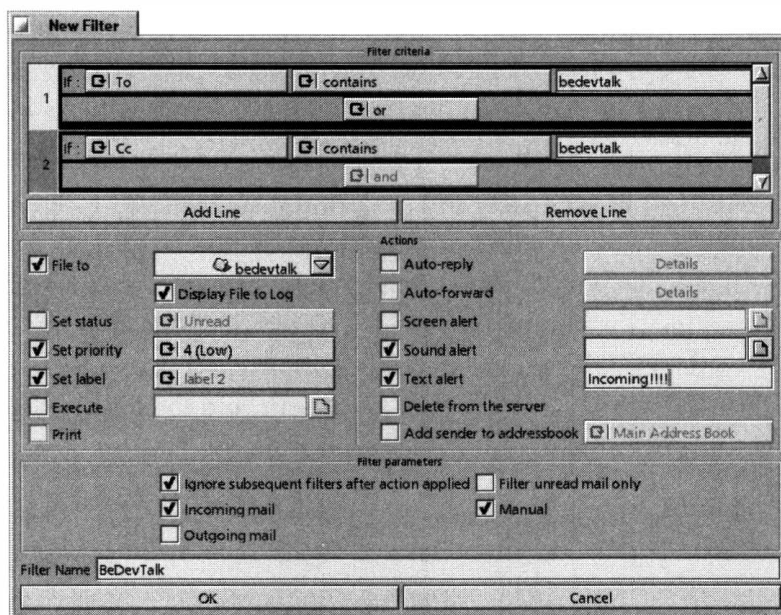 New Filter
Filter criteria
1
If : To contains bedevtalk
or
2
If : Cc contains bedevtalk
and
Add Line Remove Line
Actions
File to bedevtalk
Display File to Log
Set status Unread
Set priority 4 (Low)
Set label label 2
Execute
Print
Auto-reply Details
Auto-forward Details
Screen alert
Sound alert
Text alert Incoming!!!!
Delete from the server
Add sender to addressbook Main Address Book
Filter parameters
Ignore subsequent filters after action applied Filter unread mail only
Incoming mail Manual
Outgoing mail
Filter Name BeDevTalk
OK Cancel